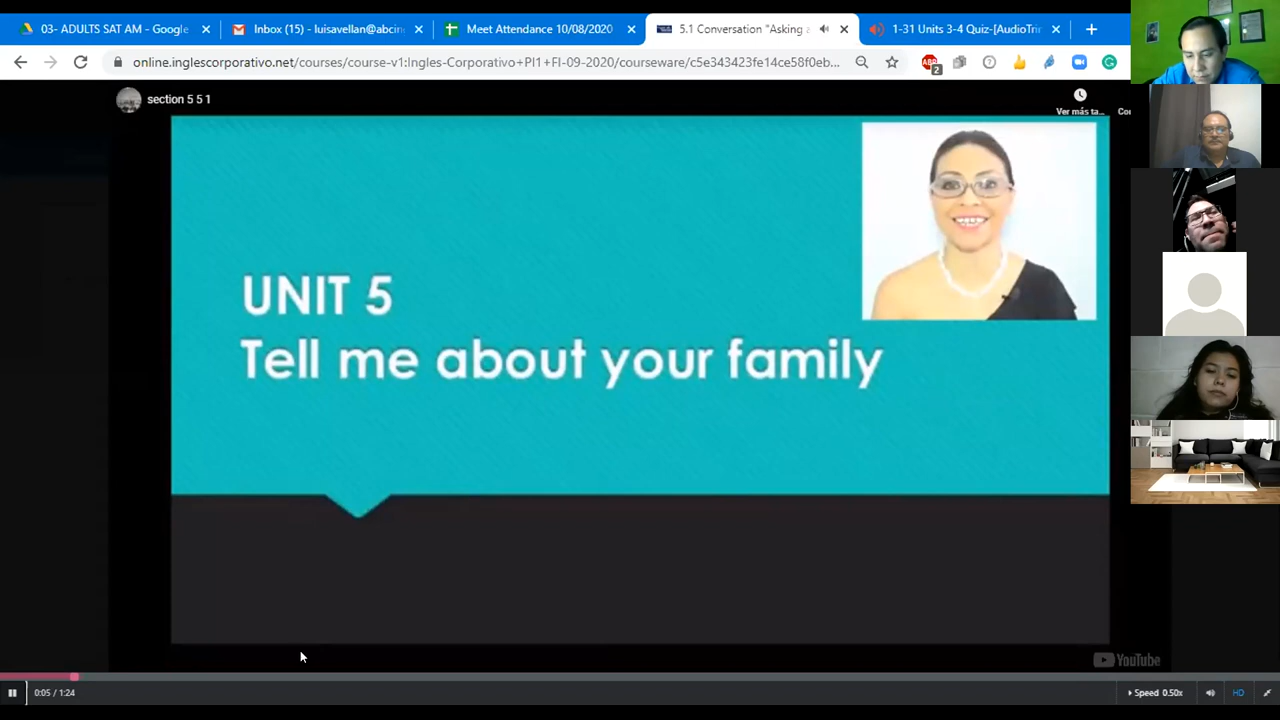 03- ADULTS SAT AM - Google
Inbox (15) - luisavellan@abcin
Meet Attendance 10/08/2020
5.1 Conversation "Asking a
1-31 Units 3-4 Quiz-[AudioTri
online.inglescorporativo.net/courses/course-v1:Ingles-Corporativo+PI1+FI-09-2020/courseware/c5e343423fe14ce58f0eb...
ABP
2
section 5 5 1
Ver más ta...
UNIT 5
Tell me about your family
YouTube
0:05 / 1:24
Speed 0.50x
HD